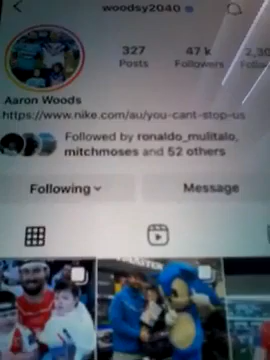 woodsy2040
327 47 k 2,30
Posts Followers Follo
Aaron Woods
https://www.nike.com/au/you-cant-stop-us
Followed by ronaldo_mulitalo,
mitchmoses and 52 others
Following Message